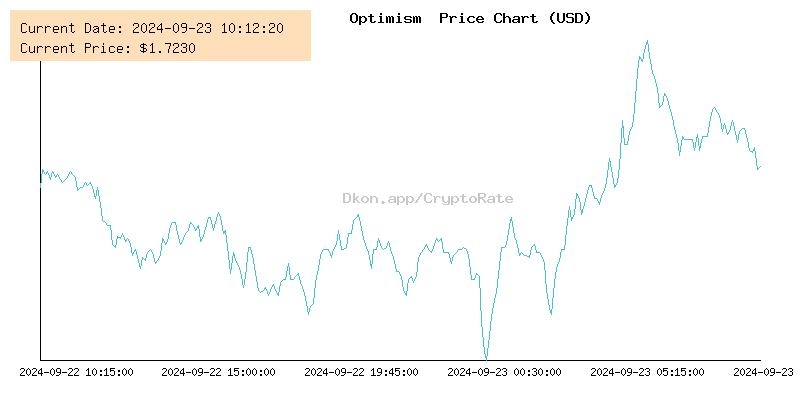 Optimism  Price Chart (USD)
Current Date: 2024-09-23 10:12:20
Current Price: $1.7230
Dkon.app/CryptoRate
2024-09-22 10:15:00 2024-09-22 15:00:00 2024-09-22 19:45:00 2024-09-23 00:30:00 2024-09-23 05:15:00 2024-09-23